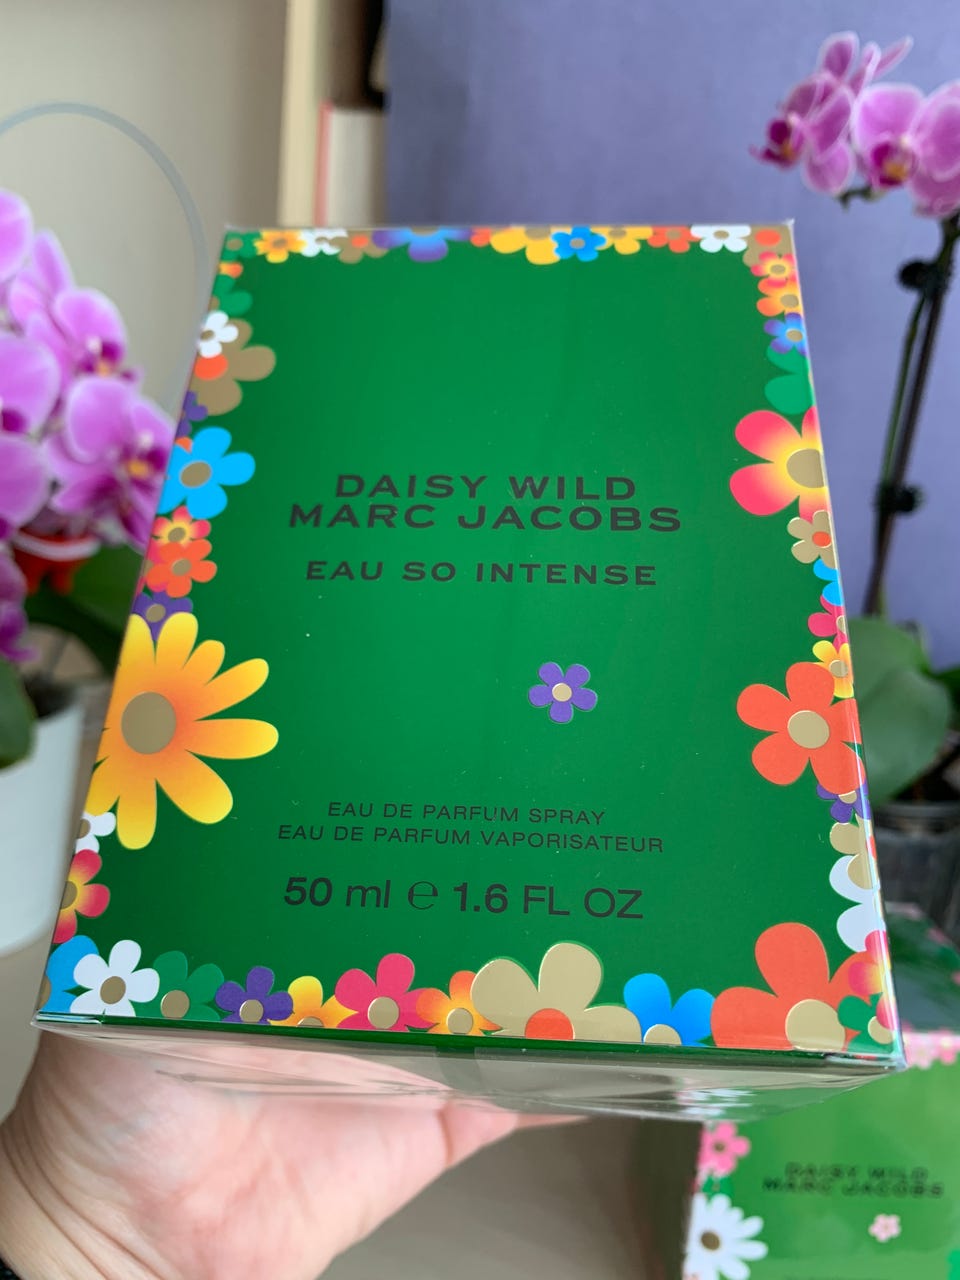 DAISY WILD
MARC JACOBS
EAU SO INTENSE
EAU DE PARFUM SPRAY
EAU DE PARFUM VAPORISATEUR
50 ml ℮ 1.6 FL OZ
DAISY WILD
MARC JACOBS